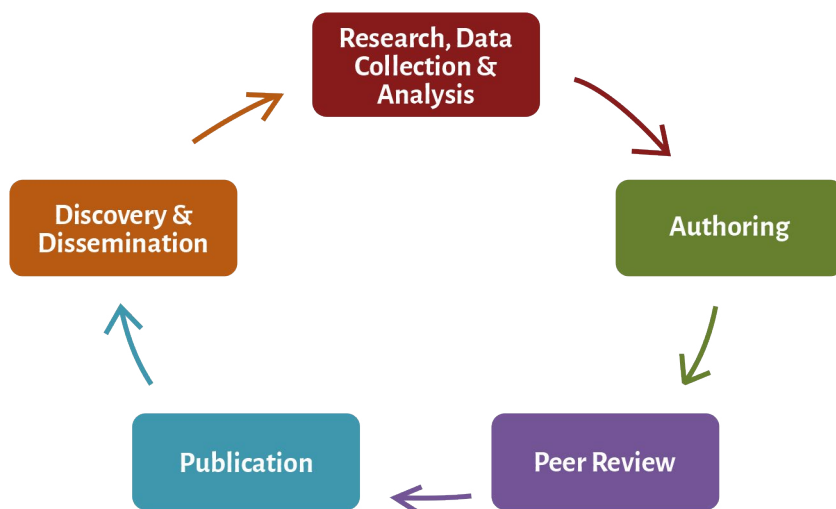 Research, Data
Collection &
Analysis
Authoring
Peer Review
Publication
Discovery &
Dissemination